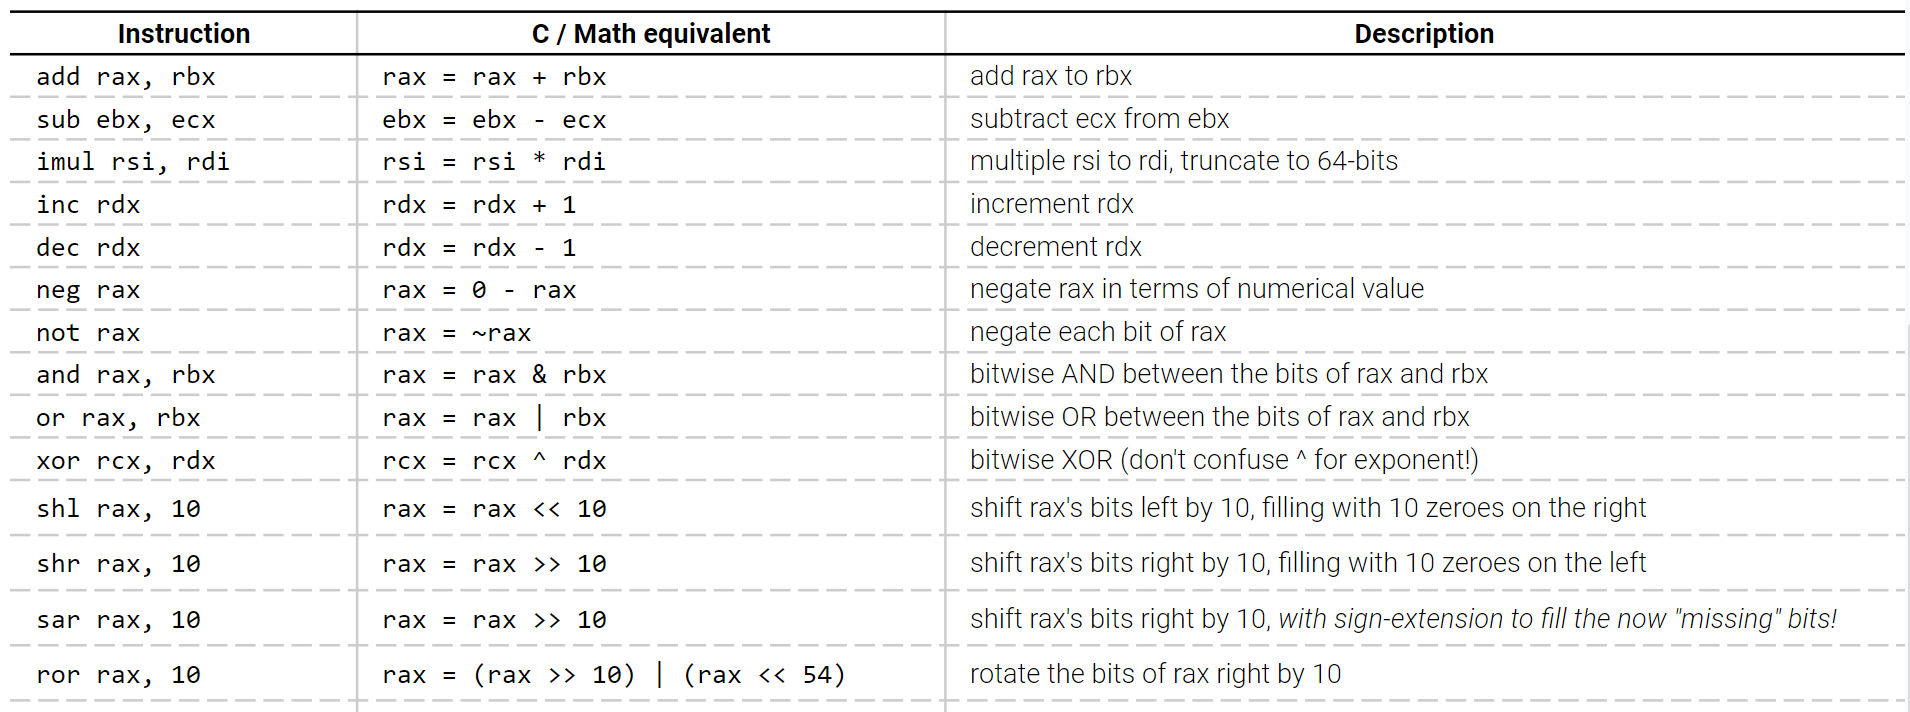 Instruction C / Math equivalent Description
add rax, rbx rax = rax + rbx add rax to rbx
sub ebx, ecx ebx = ebx - ecx subtract ecx from ebx
imul rsi, rdi rsi = rsi * rdi multiple rsi to rdi, truncate to 64-bits
inc rdx rdx = rdx + 1 increment rdx
dec rdx rdx = rdx - 1 decrement rdx
neg rax rax = 0 - rax negate rax in terms of numerical value
not rax rax = ~rax negate each bit of rax
and rax, rbx rax = rax & rbx bitwise AND between the bits of rax and rbx
or rax, rbx rax = rax | rbx bitwise OR between the bits of rax and rbx
xor rcx, rdx rcx = rcx ^ rdx bitwise XOR (don't confuse ^ for exponent!)
shl rax, 10 rax = rax << 10 shift rax's bits left by 10, filling with 10 zeroes on the right
shr rax, 10 rax = rax >> 10 shift rax's bits right by 10, filling with 10 zeroes on the left
sar rax, 10 rax = rax >> 10 shift rax's bits right by 10, with sign-extension to fill the now "missing" bits!
ror rax, 10 rax = (rax >> 10) | (rax << 54) rotate the bits of rax right by 10